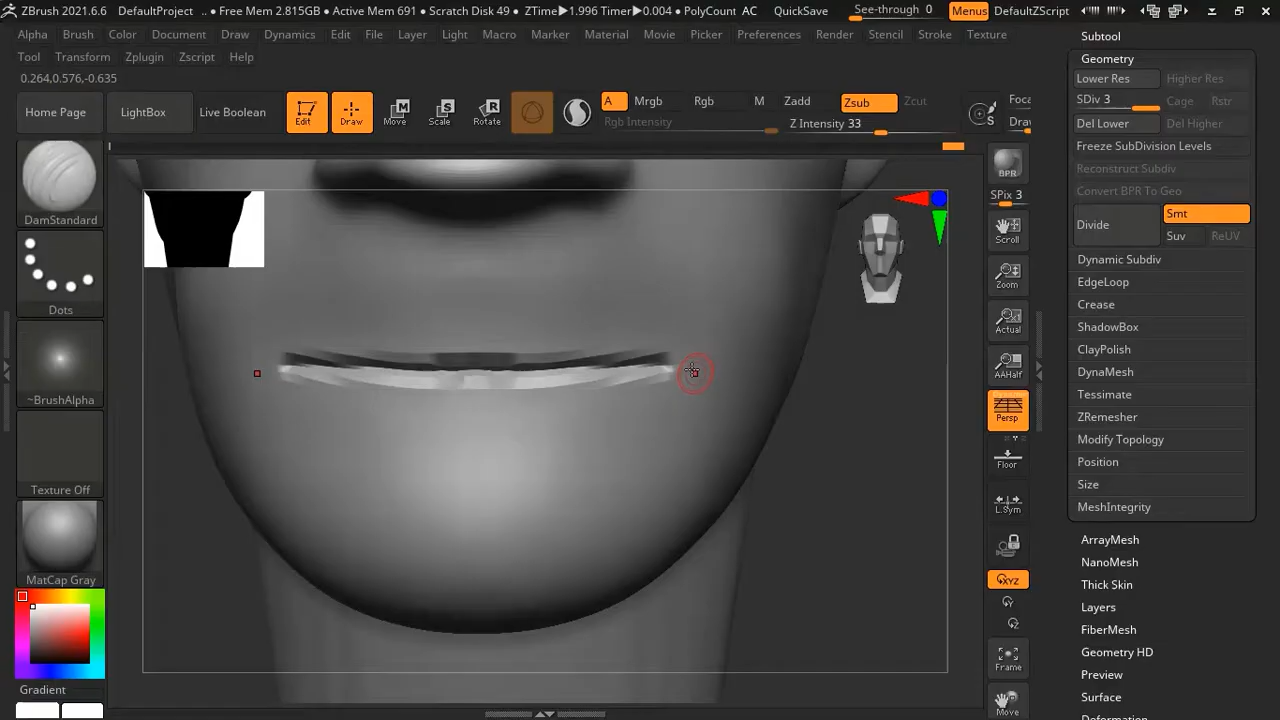 ZBrush 2021.6.6 DefaultProject .. • Free Mem 2.815GB • Active Mem 691 • Scratch Disk 49 • ZTime▶1.996 Timer▶0.004 • PolyCount AC QuickSave See-through 0 Menus DefaultZScript
Alpha Brush Color Document Draw Dynamics Edit File Layer Light Macro Marker Material Movie Picker Preferences Render Stencil Stroke Texture
Tool Transform Zplugin Zscript Help
0.264,0.576,-0.635
Home Page
LightBox
Live Boolean
Edit
Draw
Move
Scale
Rotate
A Mrgb Rgb M Zadd Zsub Zcut
Rgb Intensity
Z Intensity 33
Foca
Drav
DamStandard
Dots
~BrushAlpha
Texture Off
MatCap Gray
Gradient
BPR
SPix 3
Scroll
Zoom
Actual
AAHalf
Persp
Floor
L.Sym
XYZ
Y
Z
Frame
Move
Subtool
Geometry
Lower Res Higher Res
SDiv 3 Cage Rstr
Del Lower Del Higher
Freeze SubDivision Levels
Reconstruct Subdiv
Convert BPR To Geo
Divide
Smt
Suv ReUV
Dynamic Subdiv
EdgeLoop
Crease
ShadowBox
ClayPolish
DynaMesh
Tessimate
ZRemesher
Modify Topology
Position
Size
MeshIntegrity
ArrayMesh
NanoMesh
Thick Skin
Layers
FiberMesh
Geometry HD
Preview
Surface
Deformation